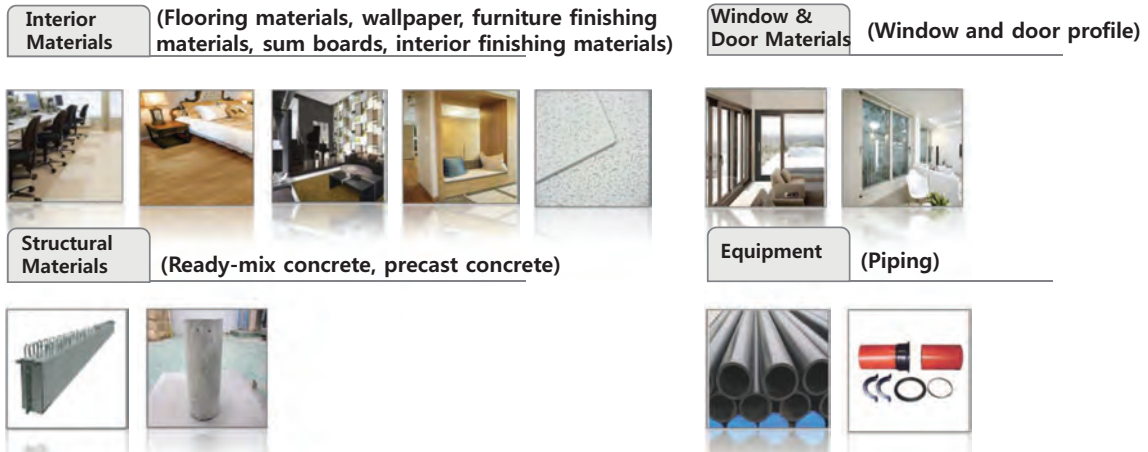 Interior
Materials
(Flooring materials, wallpaper, furniture finishing
materials, sum boards, interior finishing materials)
Window &
Door Materials
(Window and door profile)
Structural
Materials
(Ready-mix concrete, precast concrete)
Equipment
(Piping)